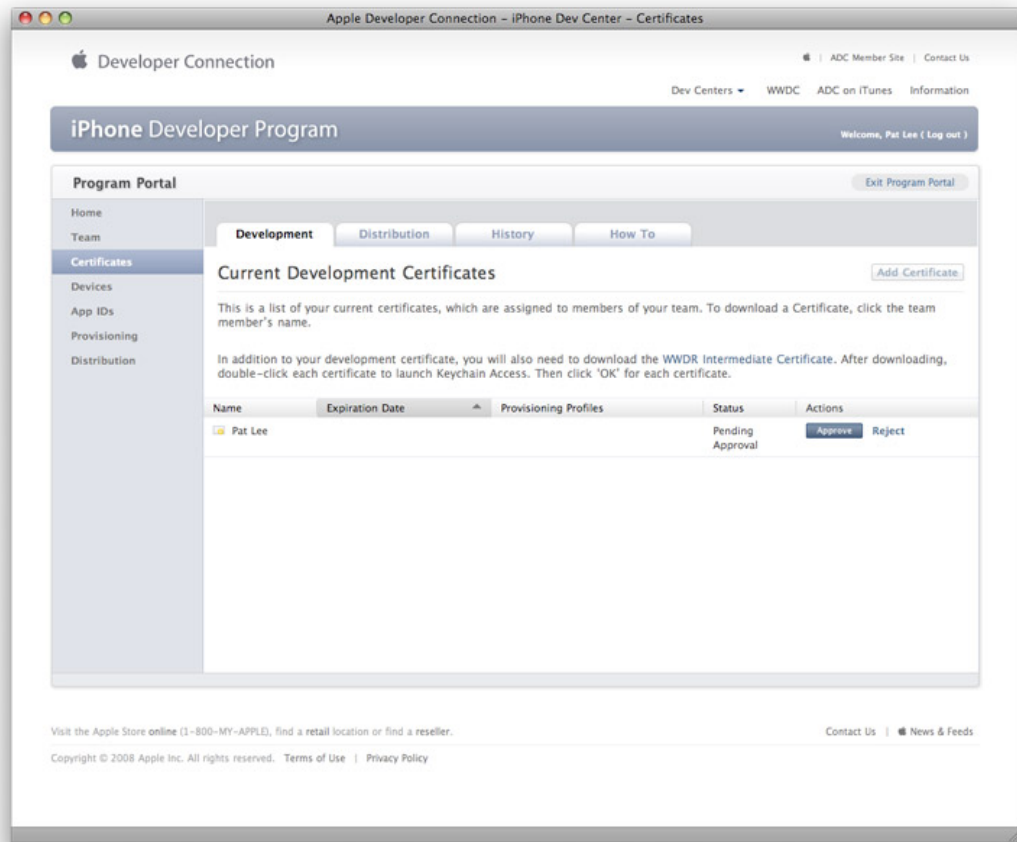 Apple Developer Connection – iPhone Dev Center – Certificates
Developer Connection
| ADC Member Site | Contact Us
Dev Centers WWDC ADC on iTunes Information
iPhone Developer Program
Welcome, Pat Lee ( Log out )
Program Portal
Exit Program Portal
Home
Team
Certificates
Devices
App IDs
Provisioning
Distribution
Development Distribution History How To
Current Development Certificates
Add Certificate
This is a list of your current certificates, which are assigned to members of your team. To download a Certificate, click the team
member's name.
In addition to your development certificate, you will also need to download the WWDR Intermediate Certificate. After downloading,
double-click each certificate to launch Keychain Access. Then click 'OK' for each certificate.
Name Expiration Date Provisioning Profiles Status Actions
Pat Lee Pending Approve Reject
Approval
Visit the Apple Store online (1-800-MY-APPLE), find a retail location or find a reseller.
Contact Us | News & Feeds
Copyright © 2008 Apple Inc. All rights reserved. Terms of Use | Privacy Policy